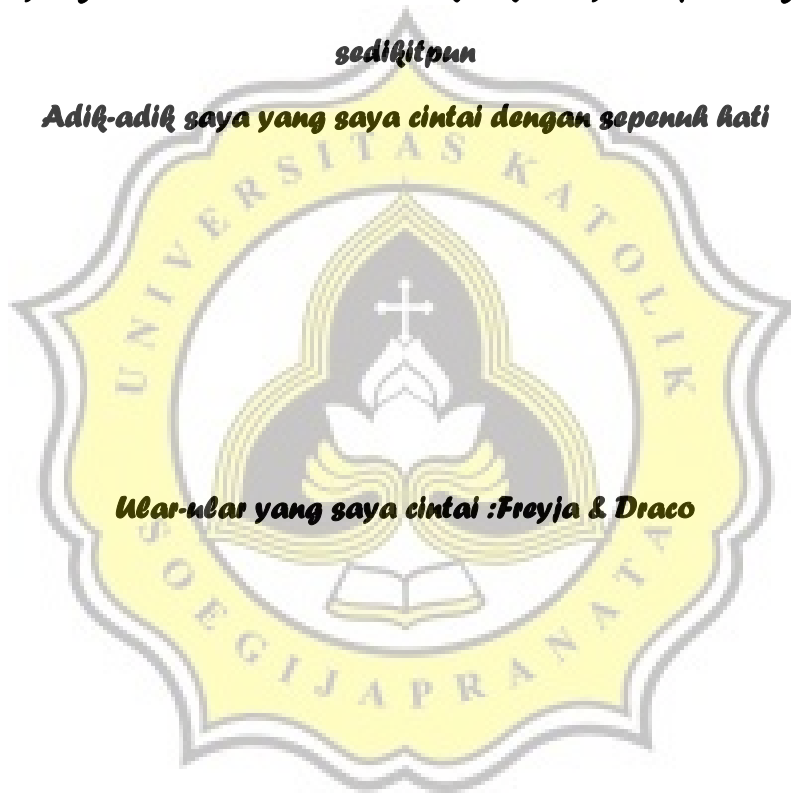 sedikitpun
Adik-adik saya yang saya cintai dengan sepenuh hati
UNIVERSITAS KATOLIK
Ular-ular yang saya cintai :Freyja & Draco
SOEGIJAPRANATA